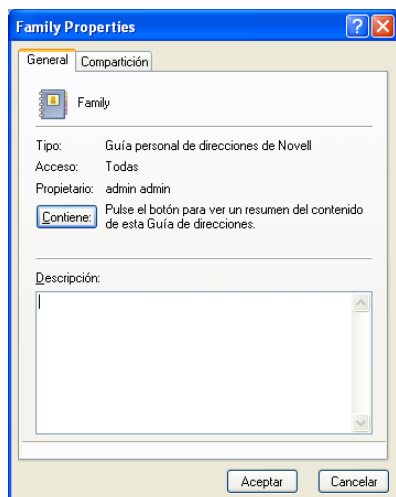 Family Properties
General Compartición
Family
Tipo: Guía personal de direcciones de Novell
Acceso: Todas
Propietario: admin admin
Contiene: Pulse el botón para ver un resumen del contenido
de esta Guía de direcciones.
Descripción:
Aceptar Cancelar